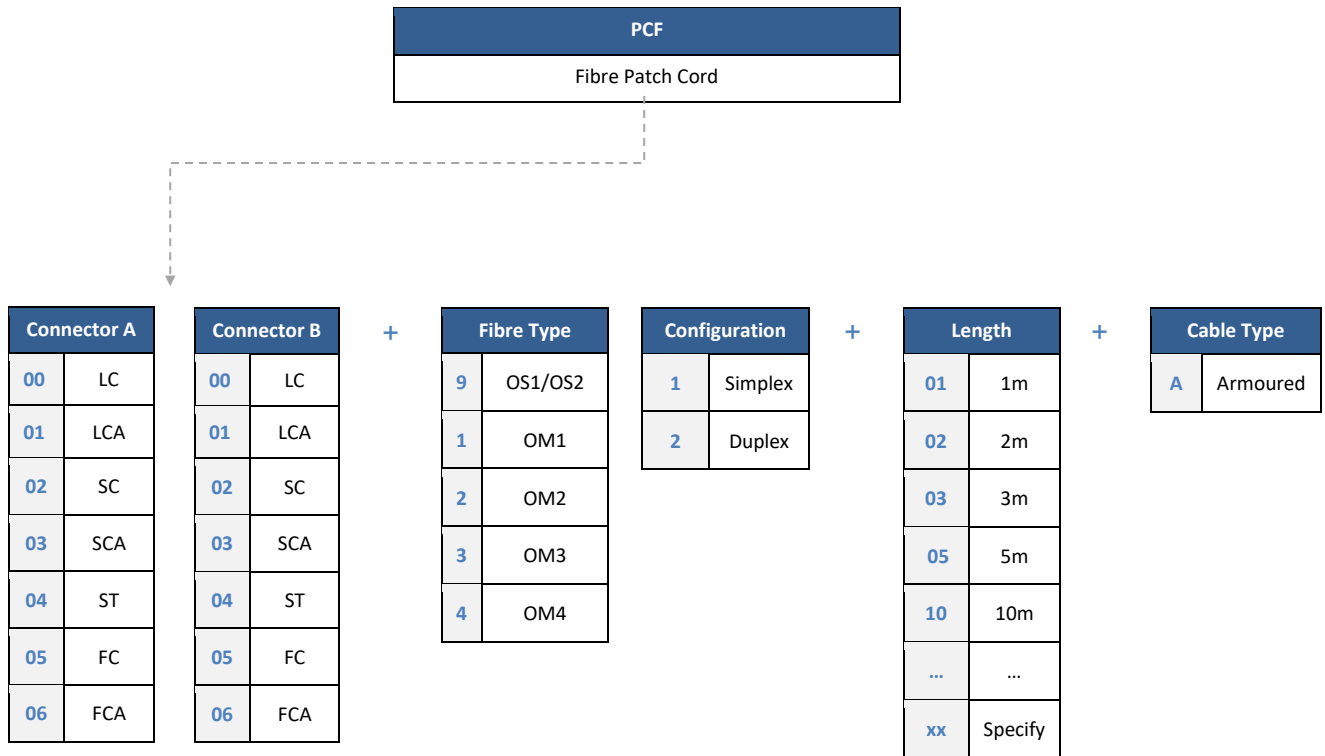 PCF
Fibre Patch Cord
Connector A
00 LC
01 LCA
02 SC
03 SCA
04 ST
05 FC
06 FCA
Connector B
00 LC
01 LCA
02 SC
03 SCA
04 ST
05 FC
06 FCA
+
Fibre Type
9 OS1/OS2
1 OM1
2 OM2
3 OM3
4 OM4
Configuration
1 Simplex
2 Duplex
+
Length
01 1m
02 2m
03 3m
05 5m
10 10m
... ...
xx Specify
+
Cable Type
A Armoured